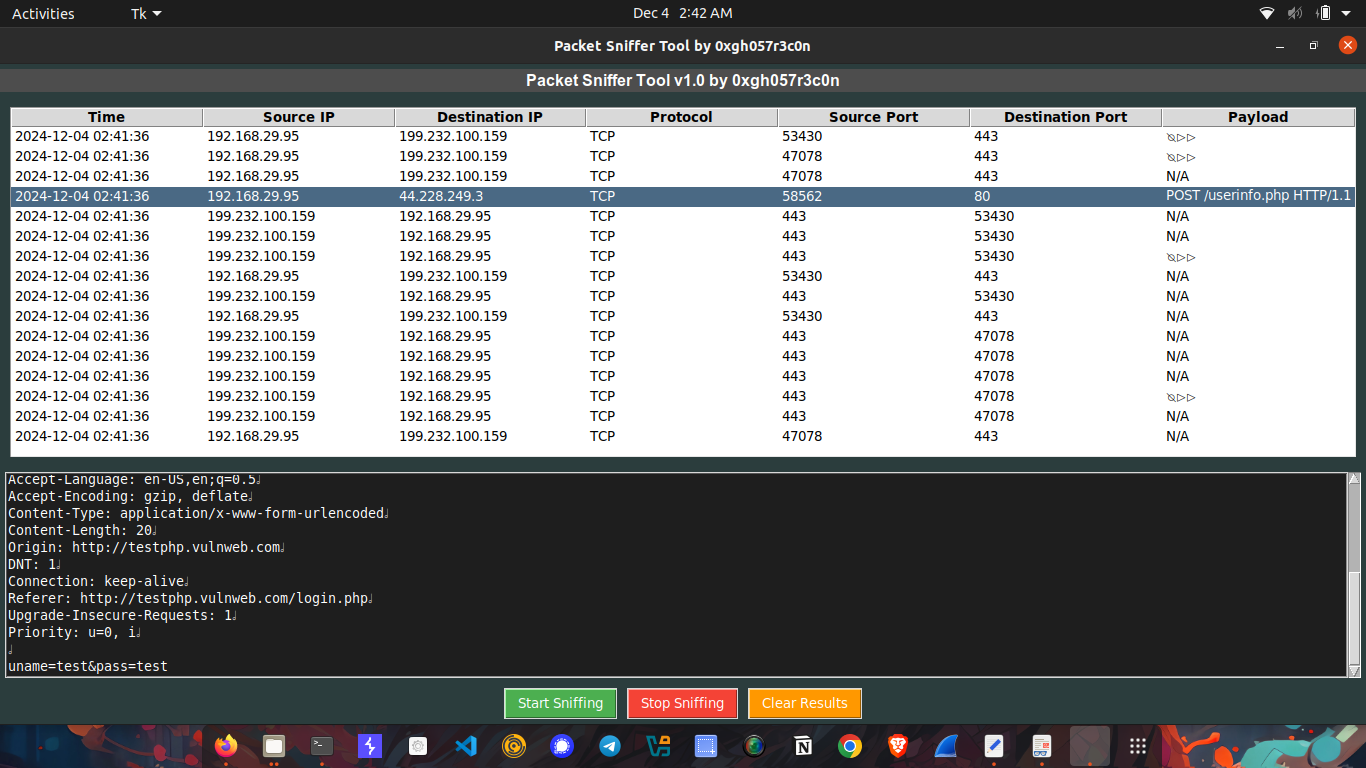 Activities Tk Dec 4 2:42 AM
Packet Sniffer Tool by 0xgh057r3c0n
Packet Sniffer Tool v1.0 by 0xgh057r3c0n
Time Source IP Destination IP Protocol Source Port Destination Port Payload
2024-12-04 02:41:36 192.168.29.95 199.232.100.159 TCP 53430 443
2024-12-04 02:41:36 192.168.29.95 199.232.100.159 TCP 47078 443
2024-12-04 02:41:36 192.168.29.95 199.232.100.159 TCP 47078 443 N/A
2024-12-04 02:41:36 192.168.29.95 44.228.249.3 TCP 58562 80 POST /userinfo.php HTTP/1.1
2024-12-04 02:41:36 199.232.100.159 192.168.29.95 TCP 443 53430 N/A
2024-12-04 02:41:36 199.232.100.159 192.168.29.95 TCP 443 53430 N/A
2024-12-04 02:41:36 199.232.100.159 192.168.29.95 TCP 443 53430
2024-12-04 02:41:36 192.168.29.95 199.232.100.159 TCP 53430 443 N/A
2024-12-04 02:41:36 199.232.100.159 192.168.29.95 TCP 443 53430 N/A
2024-12-04 02:41:36 192.168.29.95 199.232.100.159 TCP 53430 443 N/A
2024-12-04 02:41:36 199.232.100.159 192.168.29.95 TCP 443 47078 N/A
2024-12-04 02:41:36 199.232.100.159 192.168.29.95 TCP 443 47078 N/A
2024-12-04 02:41:36 199.232.100.159 192.168.29.95 TCP 443 47078 N/A
2024-12-04 02:41:36 199.232.100.159 192.168.29.95 TCP 443 47078
2024-12-04 02:41:36 199.232.100.159 192.168.29.95 TCP 443 47078 N/A
2024-12-04 02:41:36 192.168.29.95 199.232.100.159 TCP 47078 443 N/A
Accept-Language: en-US,en;q=0.5
Accept-Encoding: gzip, deflate
Content-Type: application/x-www-form-urlencoded
Content-Length: 20
Origin: http://testphp.vulnweb.com
DNT: 1
Connection: keep-alive
Referer: http://testphp.vulnweb.com/login.php
Upgrade-Insecure-Requests: 1
Priority: u=0, i
uname=test&pass=test
Start Sniffing Stop Sniffing Clear Results